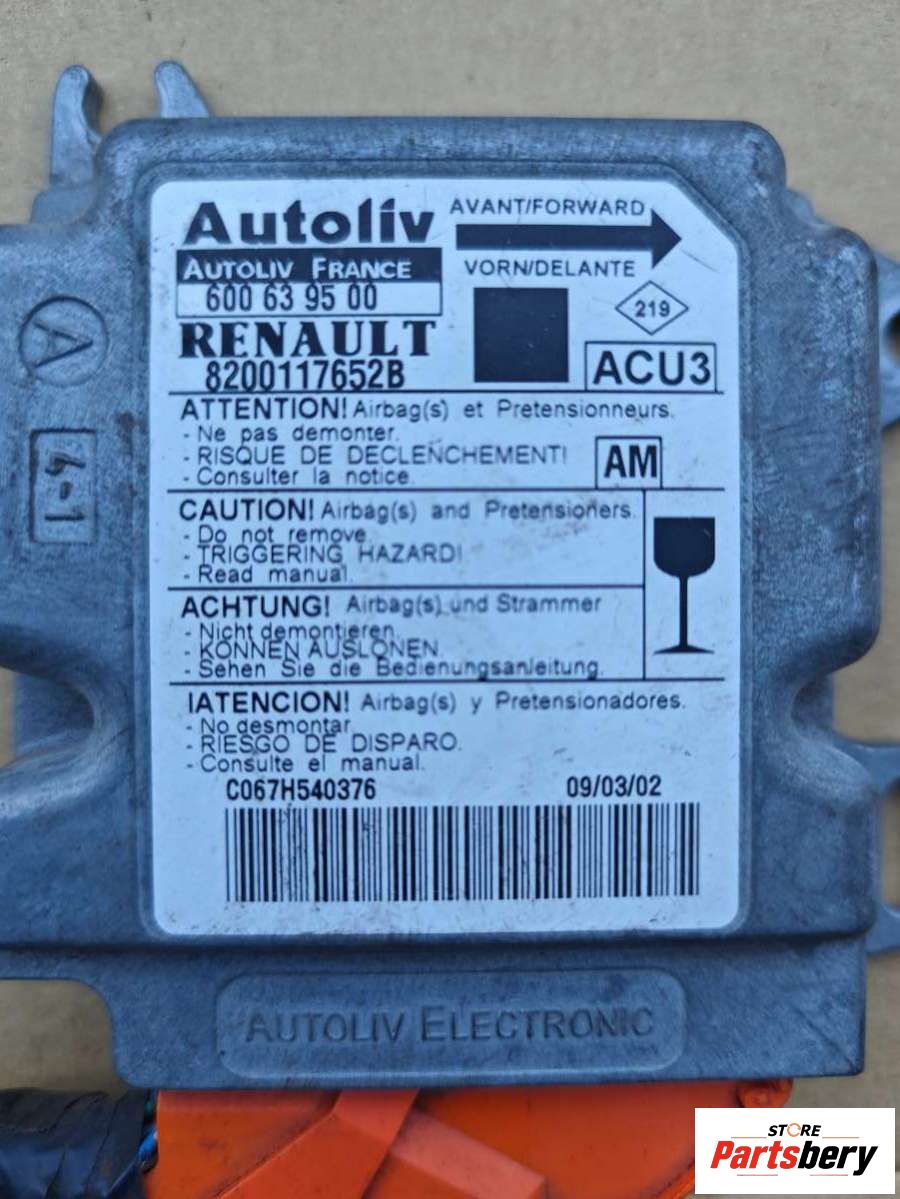 Autoliv
AVANT/FORWARD
AUTOLIV FRANCE
VORN/DELANTE
600 63 95 00
219
RENAULT
8200117652B
ACU3
ATTENTION! Airbag(s) et Pretensionneurs.
- Ne pas demonter.
- RISQUE DE DECLENCHEMENT!
- Consulter la notice.
AM
CAUTION! Airbag(s) and Pretensioners.
- Do not remove.
- TRIGGERING HAZARD!
- Read manual.
ACHTUNG! Airbag(s) und Strammer
- Nicht demontieren.
- KONNEN AUSLONEN.
- Sehen Sie die Bedienungsanleitung.
IATENCION! Airbag(s) y Pretensionadores.
- No desmontar.
- RIESGO DE DISPARO.
- Consulte el manual.
C067H540376
09/03/02
A
4-1
AUTOLIV ELECTRONIC
STORE
Partsbery